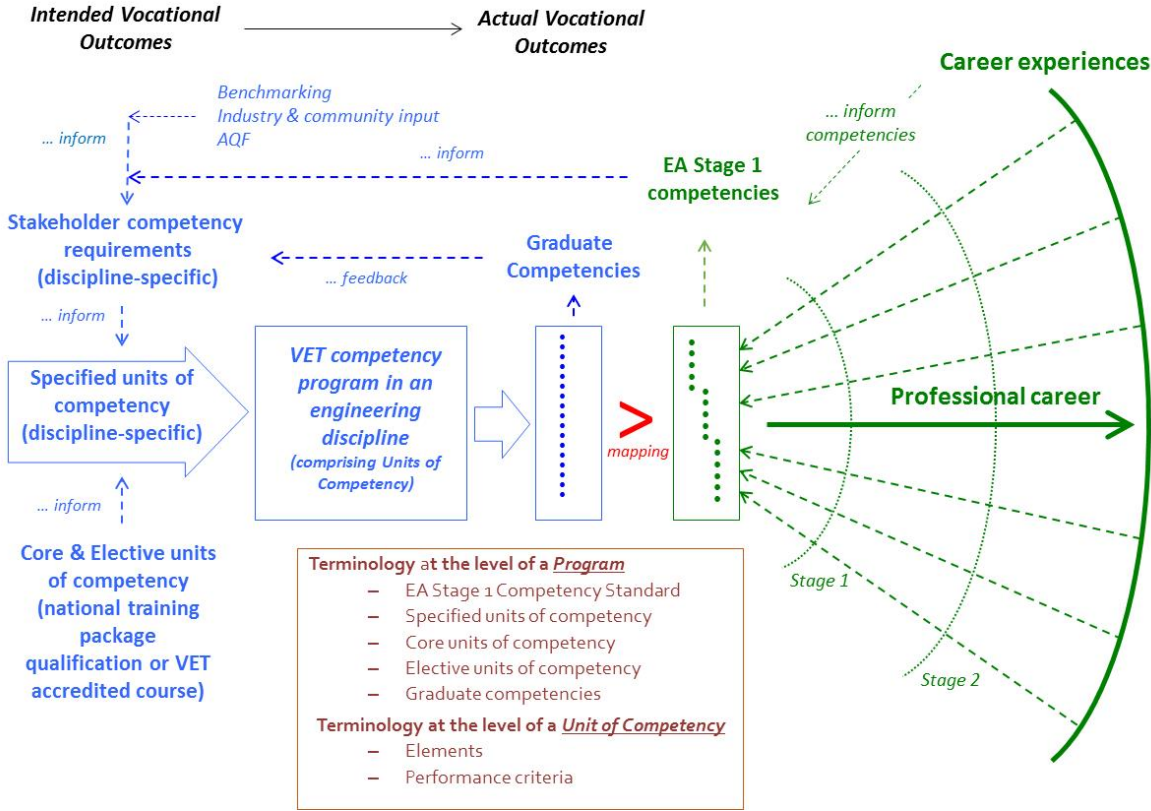 Intended Vocational
Outcomes
Actual Vocational
Outcomes
Career experiences
Benchmarking
Industry & community input
AQF
... inform
... inform
... inform
competencies
EA Stage 1
competencies
Stakeholder competency
requirements
(discipline-specific)
Graduate
Competencies
... feedback
... inform
Specified units of
competency
(discipline-specific)
VET competency
program in an
engineering
discipline
(comprising Units of
Competency)
>
mapping
Professional career
... inform
Core & Elective units
of competency
(national training
package
qualification or VET
accredited course)
Stage 1
Stage 2
Terminology at the level of a Program
– EA Stage 1 Competency Standard
– Specified units of competency
– Core units of competency
– Elective units of competency
– Graduate competencies
Terminology at the level of a Unit of Competency
– Elements
– Performance criteria